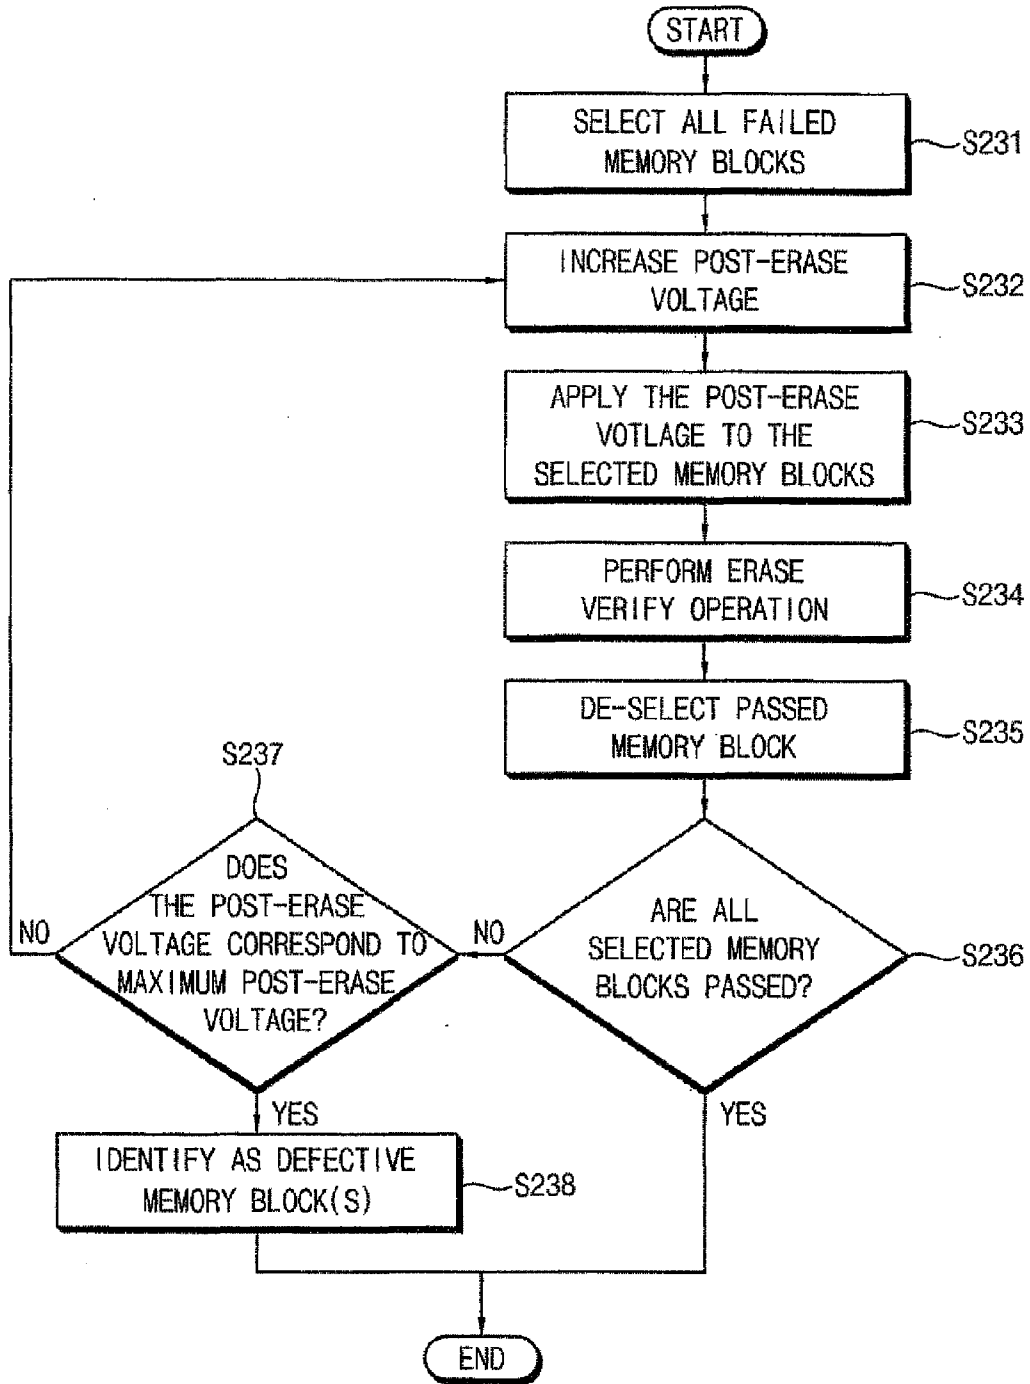 START
SELECT ALL FAILED
MEMORY BLOCKS
S231
INCREASE POST-ERASE
VOLTAGE
S232
APPLY THE POST-ERASE
VOTLAGE TO THE
SELECTED MEMORY BLOCKS
S233
PERFORM ERASE
VERIFY OPERATION
S234
DE-SELECT PASSED
MEMORY BLOCK
S235
ARE ALL
SELECTED MEMORY
BLOCKS PASSED?
S236
NO
YES
S237
DOES
THE POST-ERASE
VOLTAGE CORRESPOND TO
MAXIMUM POST-ERASE
VOLTAGE?
NO
YES
IDENTIFY AS DEFECTIVE
MEMORY BLOCK(S)
S238
END